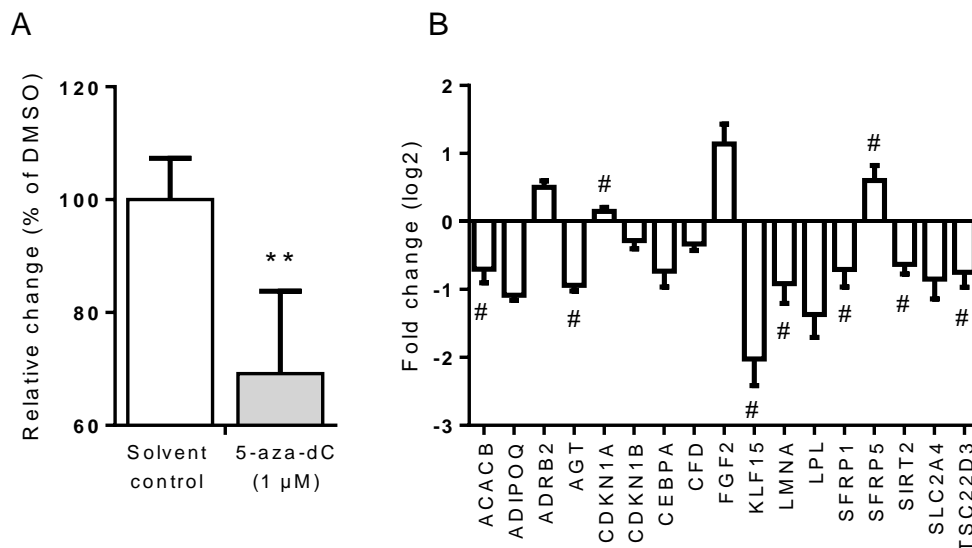 A
B
Relative change (% of DMSO)
120
100
80
60
**
Solvent
control
5-aza-dC
(1 µM)
Fold change (log2)
2
1
0
-1
-2
-3
#
#
#
#
#
#
#
#
#
ACACB
ADIPOQ
ADRB2
AGT
CDKN1A
CDKN1B
CEBPA
CFD
FGF2
KLF15
LMNA
LPL
SFRP1
SFRP5
SIRT2
SLC2A4
TSC22D3